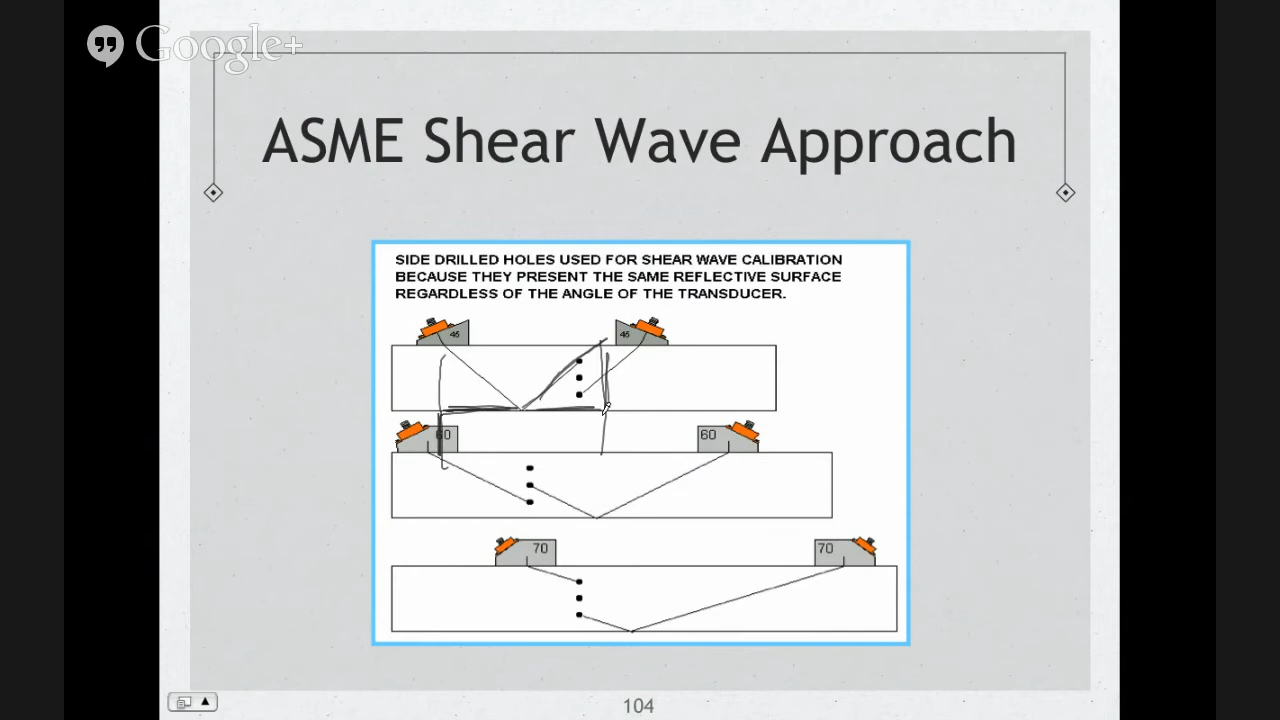 Google+
ASME Shear Wave Approach
SIDE DRILLED HOLES USED FOR SHEAR WAVE CALIBRATION
BECAUSE THEY PRESENT THE SAME REFLECTIVE SURFACE
REGARDLESS OF THE ANGLE OF THE TRANSDUCER.
45
45
60
60
70
70
104